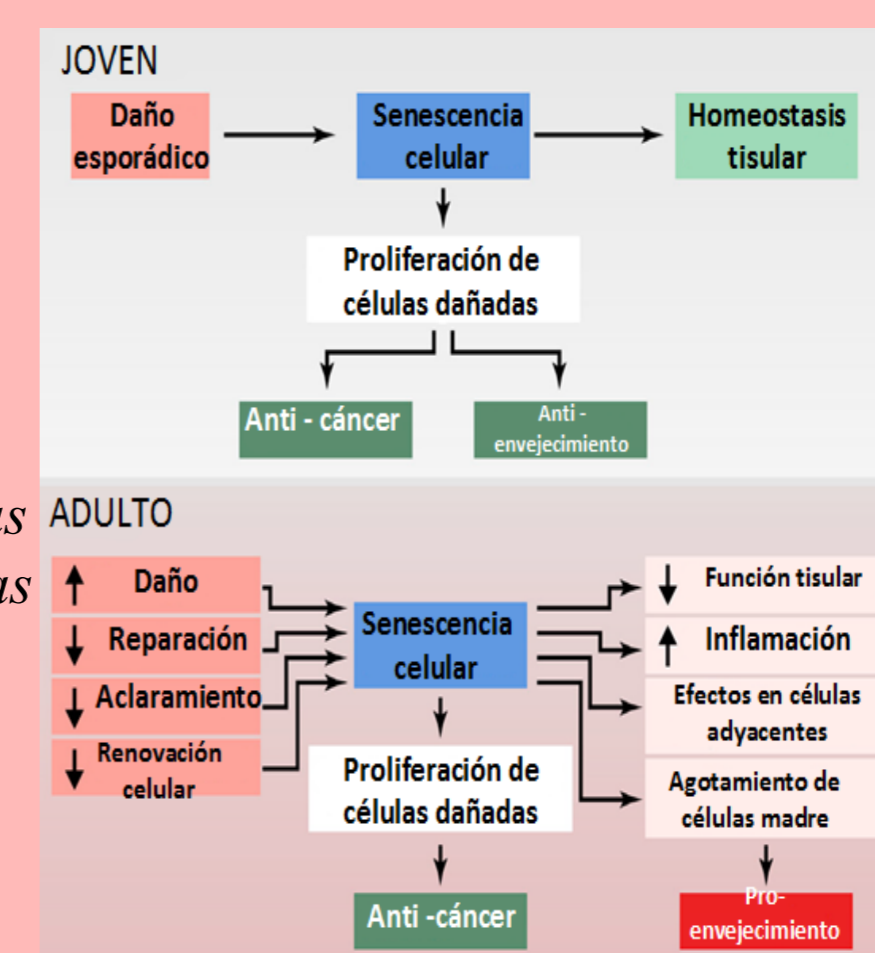 JOVEN
Daño
esporádico
Senescencia
celular
Homeostasis
tisular
Proliferación de
células dañadas
Anti - cáncer
Anti -
envejecimiento
ADULTO
Daño
Reparación
Aclaramiento
Renovación
celular
Senescencia
celular
Función tisular
Inflamación
Efectos en células
adyacentes
Agotamiento de
células madre
Proliferación de
células dañadas
Anti -cáncer
Pro-
envejecimiento